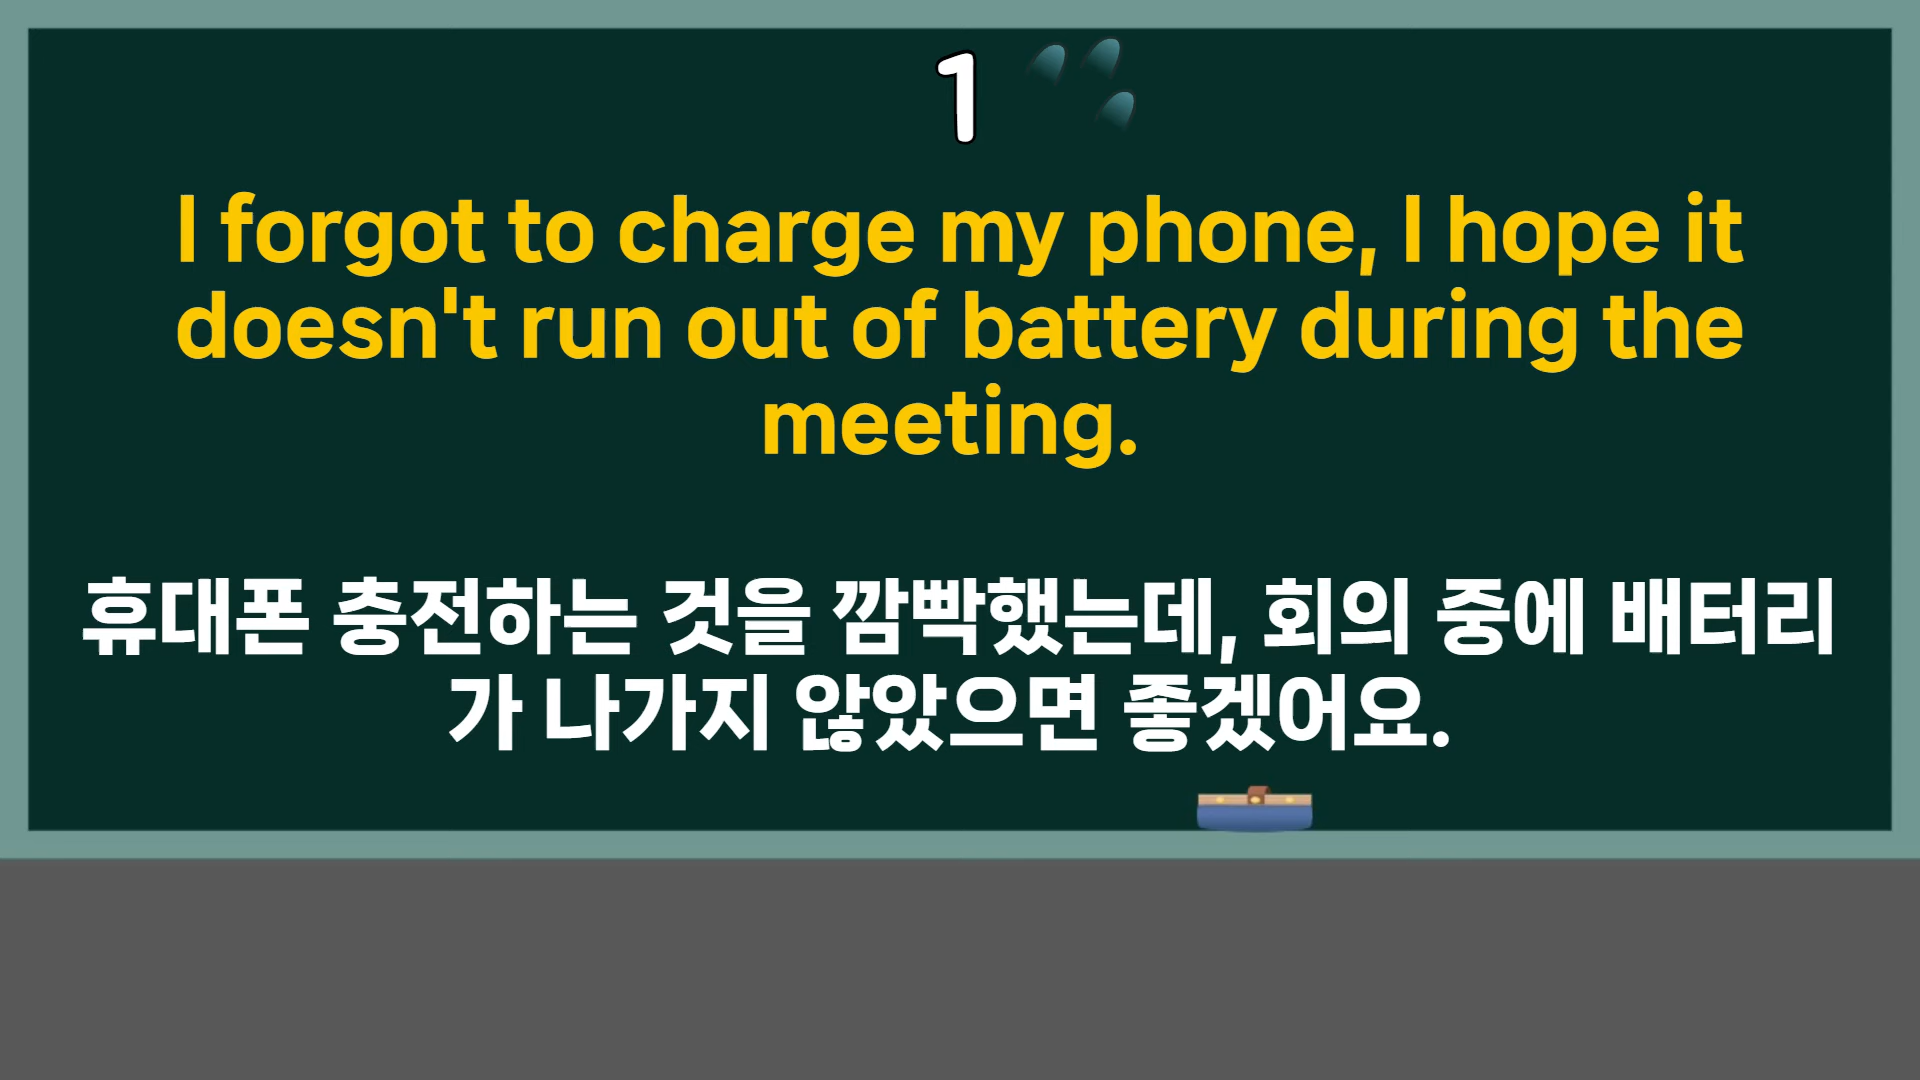 1
I forgot to charge my phone, I hope it
doesn't run out of battery during the
meeting.
휴대폰 충전하는 것을 깜빡했는데, 회의 중에 배터리
가 나가지 않았으면 좋겠어요.